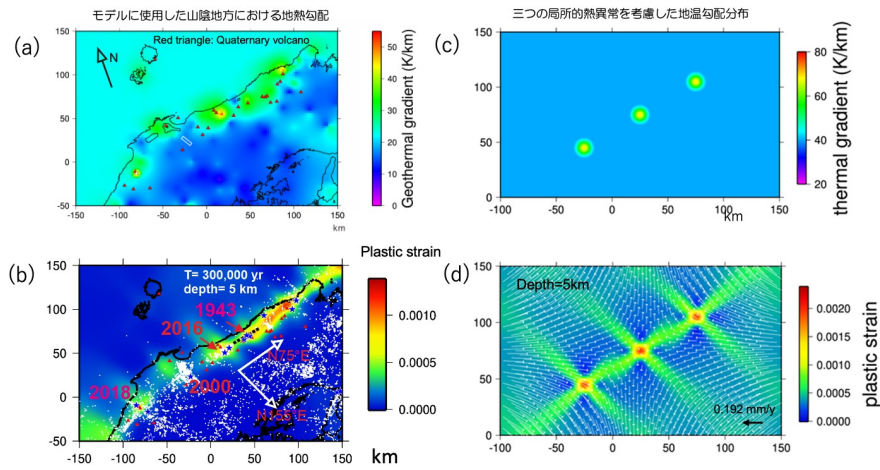 モデルに使用した山陰地方における地熱勾配
(a)
N
Red triangle: Quaternary volcano
150
100
50
0
-50
-150 -100 -50 0 50 100 150
km
50
40
30
20
10
0
Geothermal gradient (K/km)
三つの局所的熱異常を考慮した地温勾配分布
(c)
150
100
50
0
-150 -100 -50 0 50 100 150
km
80
60
40
20
thermal gradient (K/km)
(b)
Plastic strain
T= 300,000 yr
depth= 5 km
1943
2016
2000
2018
N75°E
N155°E
150
100
50
0
-50
-150 -100 -50 0 50 100 150
km
0.0010
0.0005
0.0000
(d)
Depth=5km
0.192 mm/y
150
100
50
0
-150 -100 -50 0 50 100 150
0.0020
0.0015
0.0010
0.0005
0.0000
plastic strain